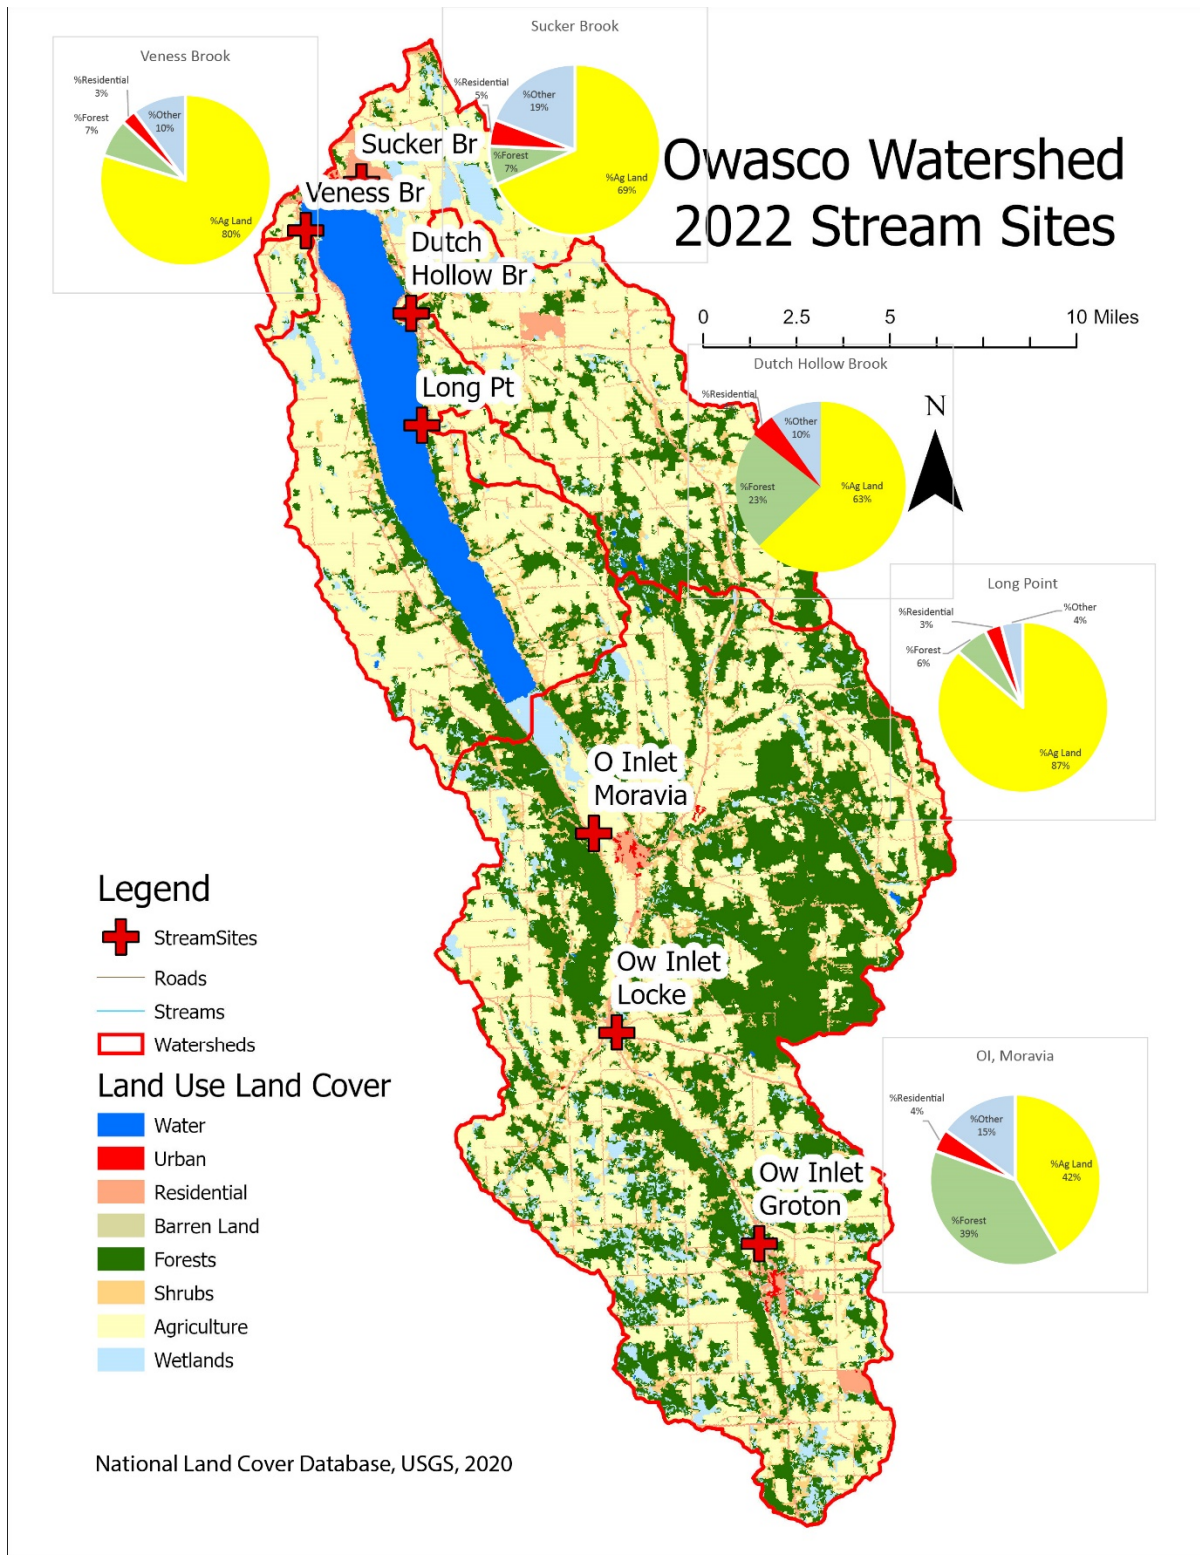 Sucker Brook
%Residential
5%
%Other
19%
%Forest
7%
%Ag Land
69%
Veness Brook
%Residential
3%
%Forest
7%
%Other
10%
%Ag Land
80%
Owasco Watershed
2022 Stream Sites
Sucker Br
Veness Br
Dutch
Hollow Br
Long Pt
0 2.5 5 10 Miles
Dutch Hollow Brook
%Residential
%Other
10%
%Forest
23%
%Ag Land
63%
N
Long Point
%Residential
3%
%Other
4%
%Forest
6%
%Ag Land
87%
O Inlet
Moravia
Ow Inlet
Locke
Ow Inlet
Groton
OI, Moravia
%Residential
4%
%Other
15%
%Ag Land
42%
%Forest
39%
Legend
StreamSites
Roads
Streams
Watersheds
Land Use Land Cover
Water
Urban
Residential
Barren Land
Forests
Shrubs
Agriculture
Wetlands
National Land Cover Database, USGS, 2020